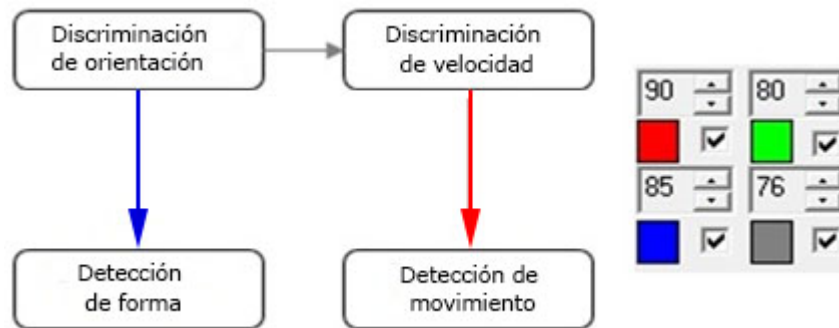 Discriminación
de orientación
Discriminación
de velocidad
Detección
de forma
Detección de
movimiento
90 80
85 76